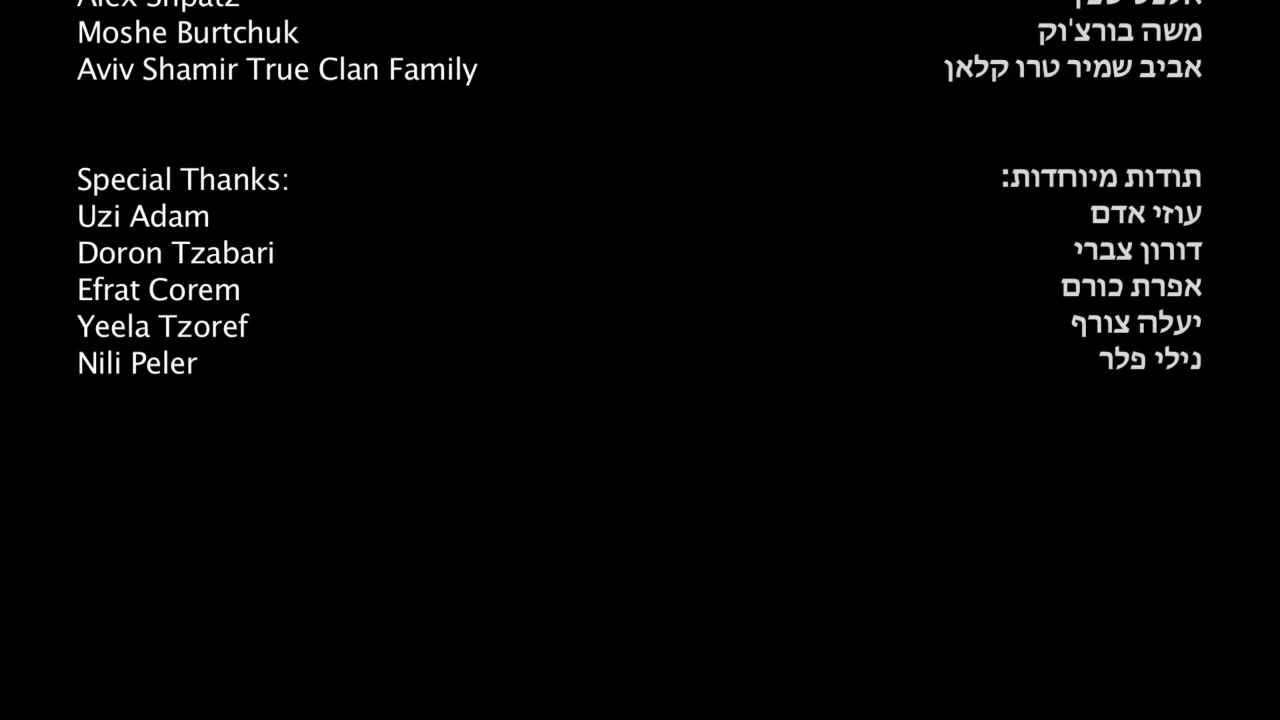 Alex Shpatz
Moshe Burtchuk
משה בורצ'וק
Aviv Shamir True Clan Family
אביב שמיר טרו קלאן
Special Thanks:
תודות מיוחדות:
Uzi Adam
עוזי אדם
Doron Tzabari
דורון צברי
Efrat Corem
אפרת כורם
Yeela Tzoref
יעלה צורף
Nili Peler
נילי פלר